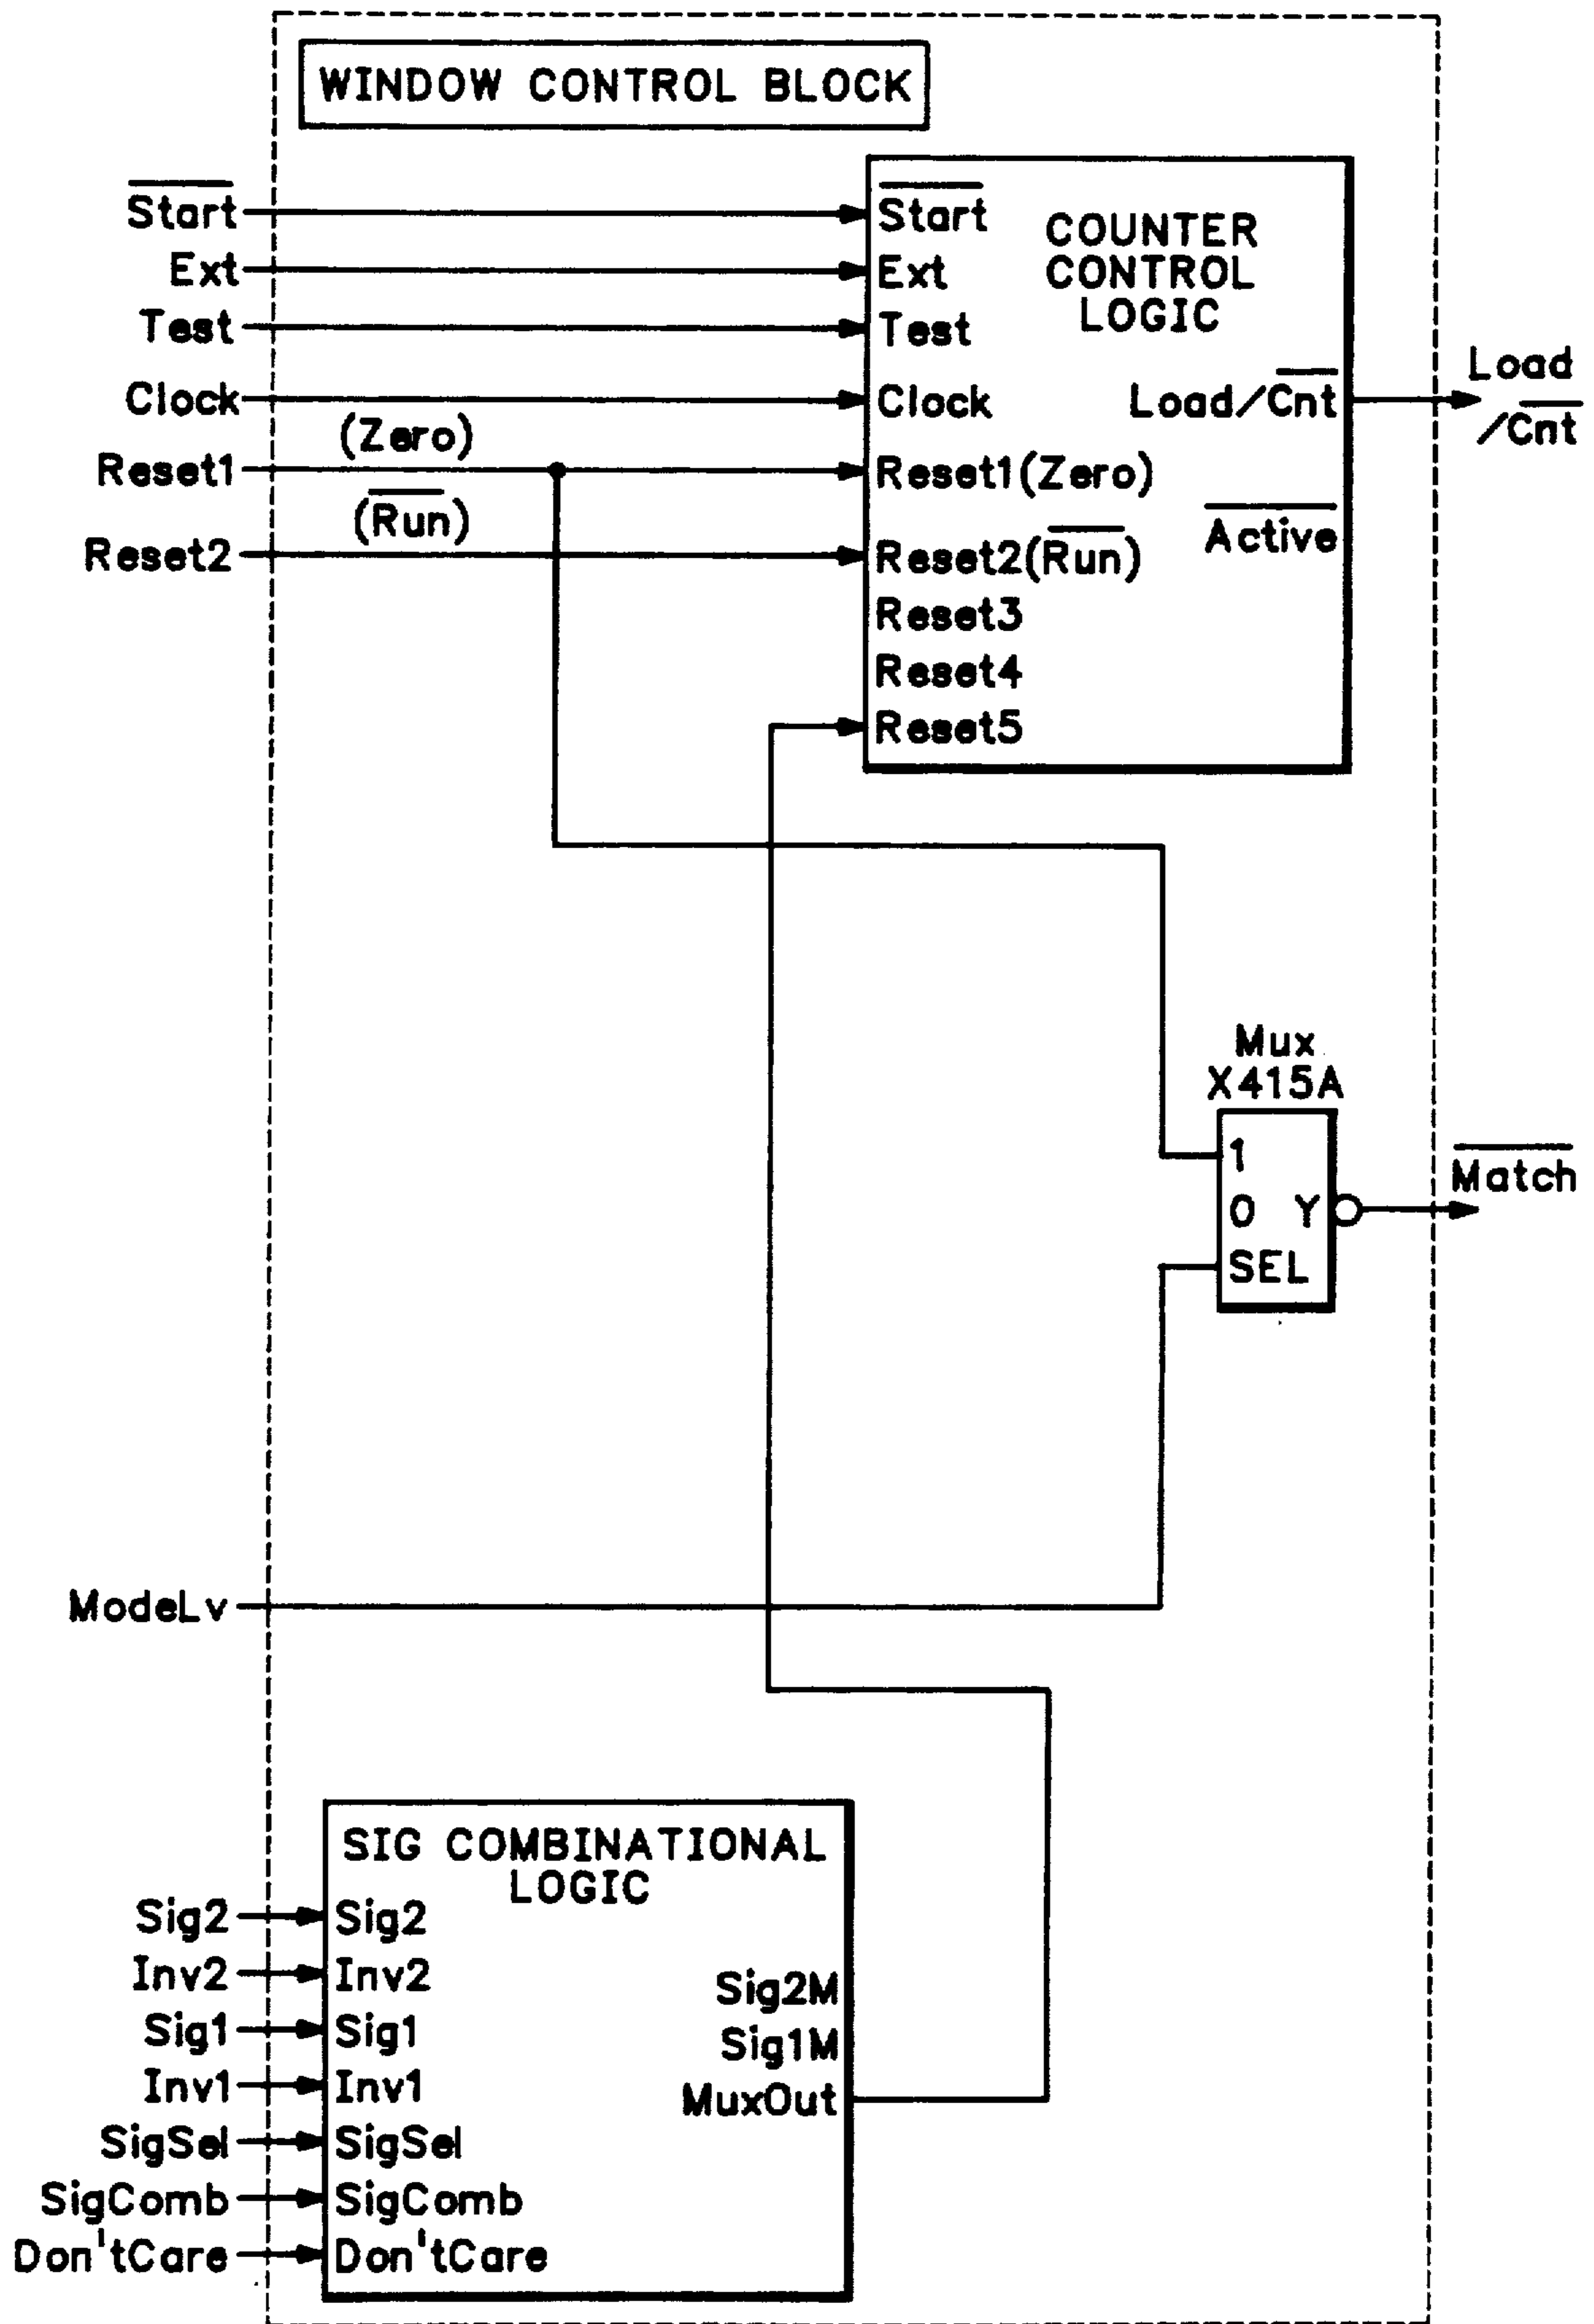 WINDOW CONTROL BLOCK
Start
Ext
Test
Clock
(Zero)
Reset1
(Run)
Reset2
Start
Ext
Test
Clock
Reset1(Zero)
Reset2(Run)
Reset3
Reset4
Reset5
COUNTER
CONTROL
LOGIC
Load/Cnt
Active
Load
/Cnt
Mux
X415A
1
0 Y
SEL
Match
ModeLv
SIG COMBINATIONAL
LOGIC
Sig2
Inv2
Sig1
Inv1
SigSel
SigComb
Don'tCare
Sig2
Inv2
Sig1
Inv1
SigSel
SigComb
Don'tCare
Sig2M
Sig1M
MuxOut